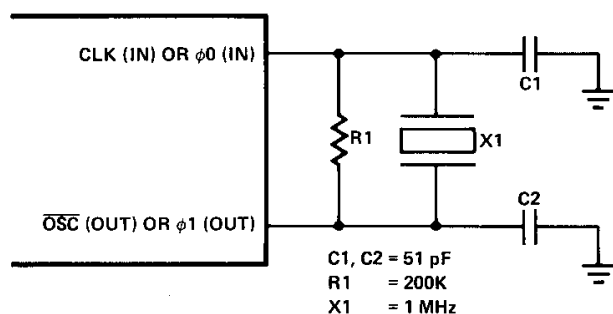 CLK (IN) OR ϕ0 (IN)
C1
R1
X1
O̅S̅C̅ (OUT) OR ϕ1 (OUT)
C2
C1, C2 = 51 pF
R1 = 200K
X1 = 1 MHz